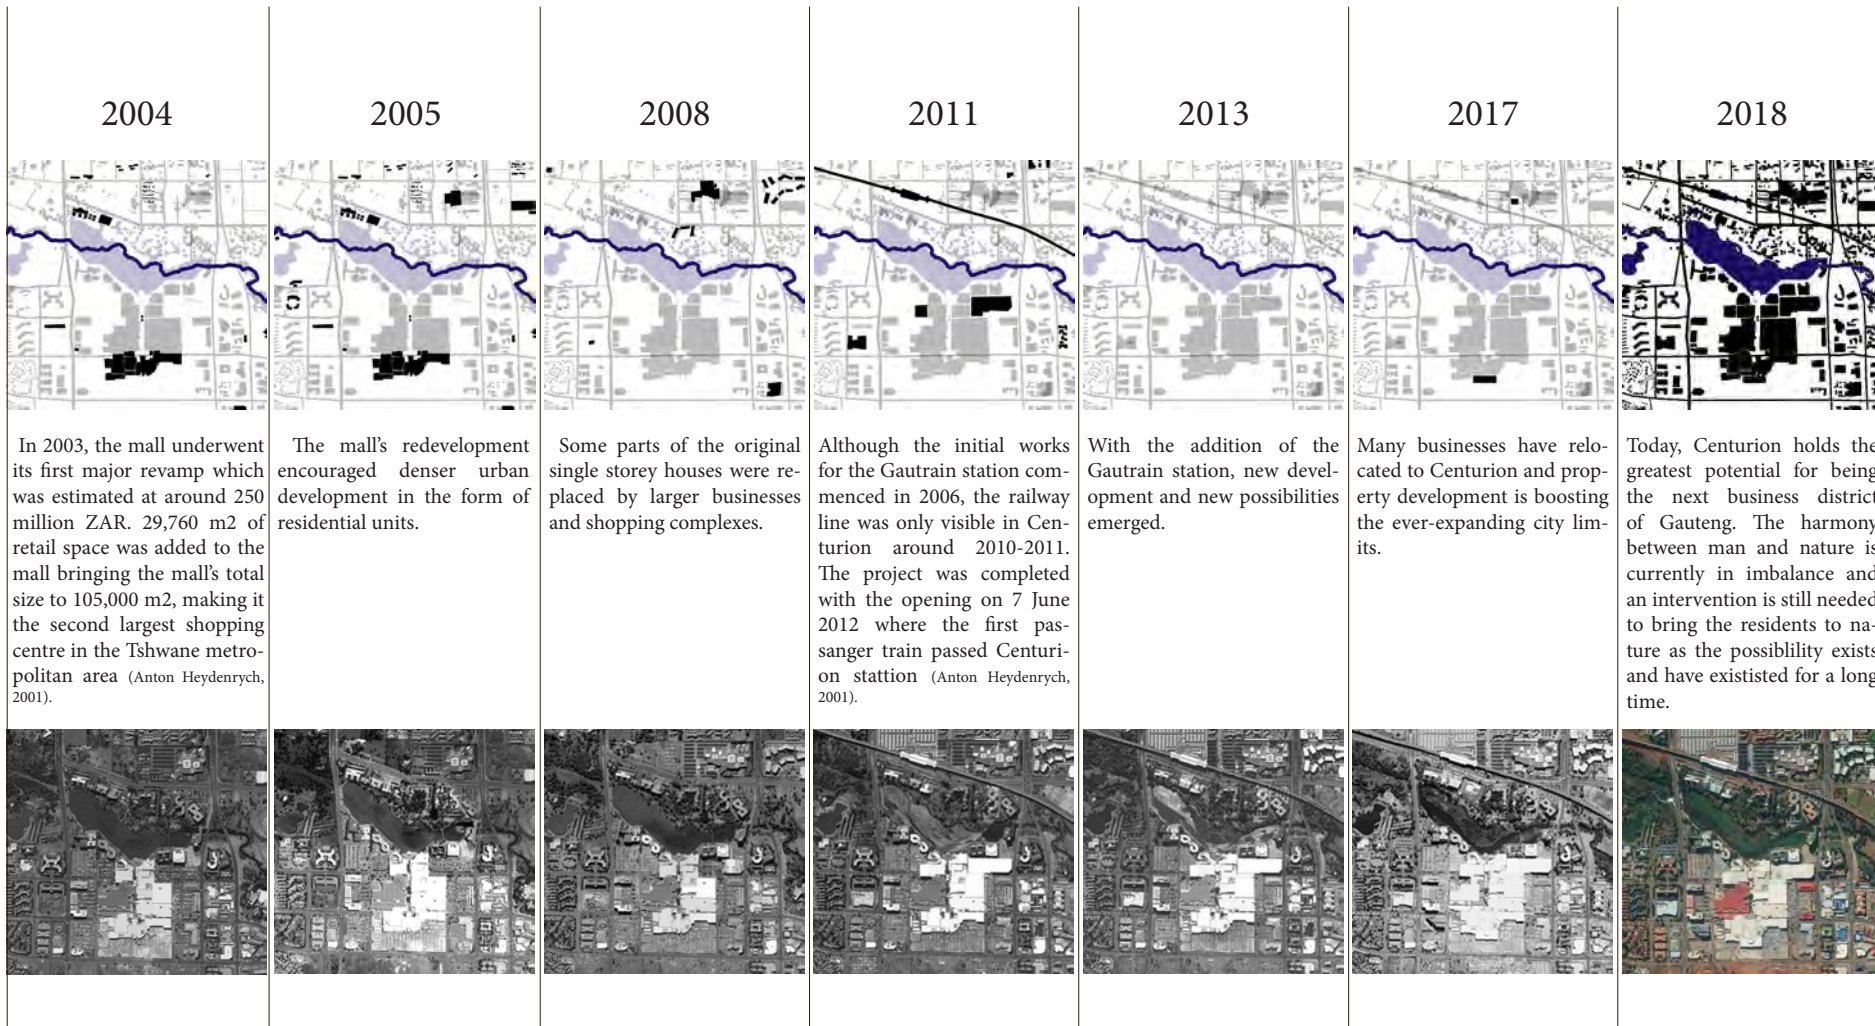 2004
In 2003, the mall underwent
its first major revamp which
was estimated at around 250
million ZAR. 29,760 m2 of
retail space was added to the
mall bringing the mall's total
size to 105,000 m2, making it
the second largest shopping
centre in the Tshwane metro-
politan area (Anton Heydenrych,
2001).
2005
The mall's redevelopment
encouraged denser urban
development in the form of
residential units.
2008
Some parts of the original
single storey houses were re-
placed by larger businesses
and shopping complexes.
2011
Although the initial works
for the Gautrain station com-
menced in 2006, the railway
line was only visible in Cen-
turion around 2010-2011.
The project was completed
with the opening on 7 June
2012 where the first pas-
sanger train passed Centuri-
on stattion (Anton Heydenrych,
2001).
2013
With the addition of the
Gautrain station, new devel-
opment and new possibilities
emerged.
2017
Many businesses have relo-
cated to Centurion and prop-
erty development is boosting
the ever-expanding city lim-
its.
2018
Today, Centurion holds the
greatest potential for being
the next business district
of Gauteng. The harmony
between man and nature is
currently in imbalance and
an intervention is still needed
to bring the residents to na-
ture as the possiblility exists
and have exististed for a long
time.